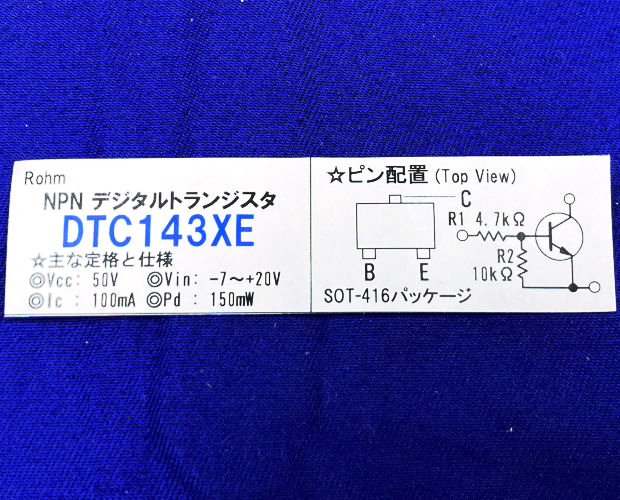 Rohm
NPN デジタルトランジスタ
DTC143XE
☆主な定格と仕様
◎Vcc: 50V ◎Vin: -7～+20V
◎Ic : 100mA ◎Pd : 150mW
☆ピン配置 (Top View)
C
R1 4.7kΩ
R2
10kΩ
B E
SOT-416パッケージ